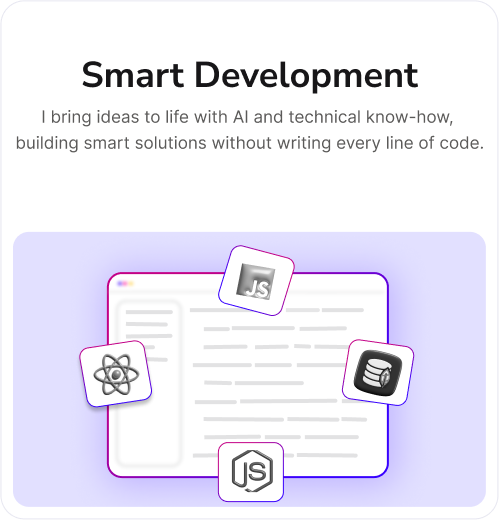 Smart Development
I bring ideas to life with AI and technical know-how,
building smart solutions without writing every line of code.
JS
JS